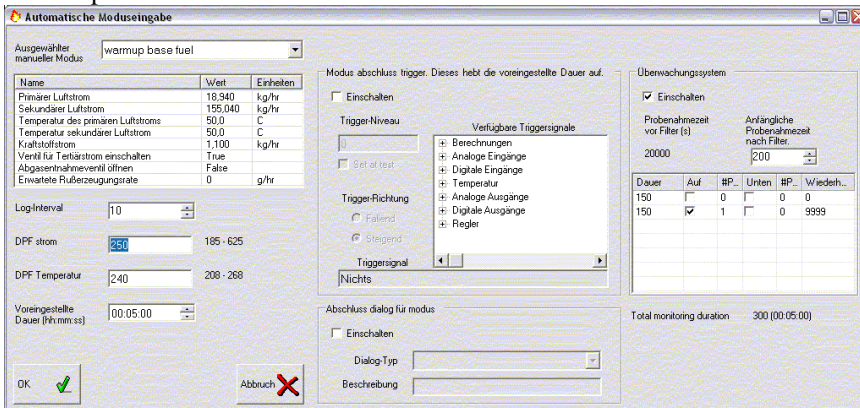 Automatische Moduseingabe
Ausgewählter
manueller Modus
warmup base fuel
Name Wert Einheiten
Primärer Luftstrom 18,940 kg/hr
Sekundärer Luftstrom 155,040 kg/hr
Temperatur des primären Luftstroms 50,0 C
Temperatur sekundärer Luftstrom 50,0 C
Kraftstoffstrom 1,100 kg/hr
Ventil für Tertiärstrom einschalten True
Abgasentnahmeventil öffnen False
Erwartete Rußerzeugungsrate 0 g/hr
Log-Interval 10
DPF strom 250 185 - 625
DPF Temperatur 240 208 - 268
Voreingestellte
Dauer (hh:mm:ss)
00:05:00
OK
Abbruch
Modus abschluss trigger. Dieses hebt die voreingestellte Dauer auf.
Einschalten
Trigger-Niveau
0
Set at test
Trigger-Richtung
Fallend
Steigend
Triggersignal
Nichts
Verfügbare Triggersignale
Berechnungen
Analoge Eingänge
Digitale Eingänge
Temperatur
Analoge Ausgänge
Digitale Ausgänge
Regler
Abschluss dialog für modus
Einschalten
Dialog-Typ
Beschreibung
Überwachungssystem
Einschalten
Probenahmezeit
vor Filter (s)
20000
Anfängliche
Probenahmezeit
nach Filter.
200
Dauer Auf #P... Unten #P... Wiederh...
150 0 0 0
150 1 0 9999
Total monitoring duration 300 (00:05:00)